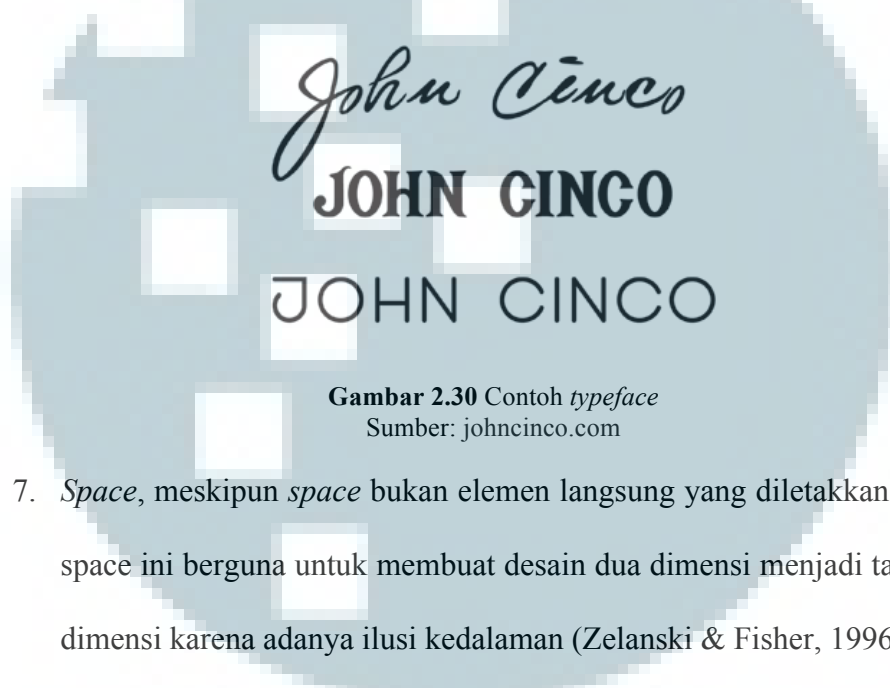 John Cinco
JOHN CINCO
JOHN CINCO
Gambar 2.30 Contoh typeface
Sumber: johncinco.com
7. Space, meskipun space bukan elemen langsung yang diletakkan
space ini berguna untuk membuat desain dua dimensi menjadi
dimensi karena adanya ilusi kedalaman (Zelanski & Fisher, 1996